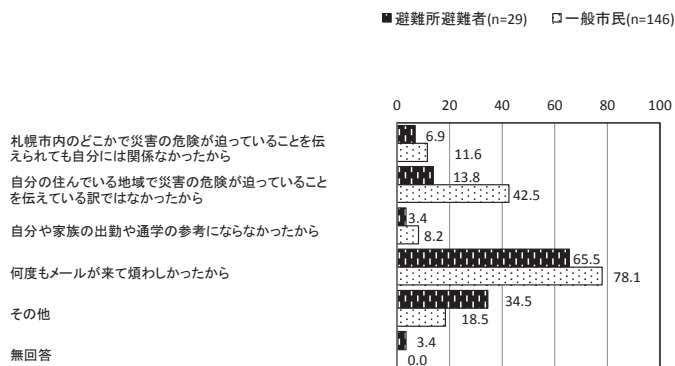 ■避難所避難者(n=29) □一般市民(n=146)
0 20 40 60 80 100
札幌市内のどこかで災害の危険が迫っていることを伝
えられても自分には関係なかったから
6.9
11.6
自分の住んでいる地域で災害の危険が迫っていること
を伝えている訳ではなかったから
13.8
42.5
自分や家族の出勤や通学の参考にならなかったから
3.4
8.2
何度もメールが来て煩わしかったから
65.5
78.1
その他
34.5
18.5
無回答
3.4
0.0